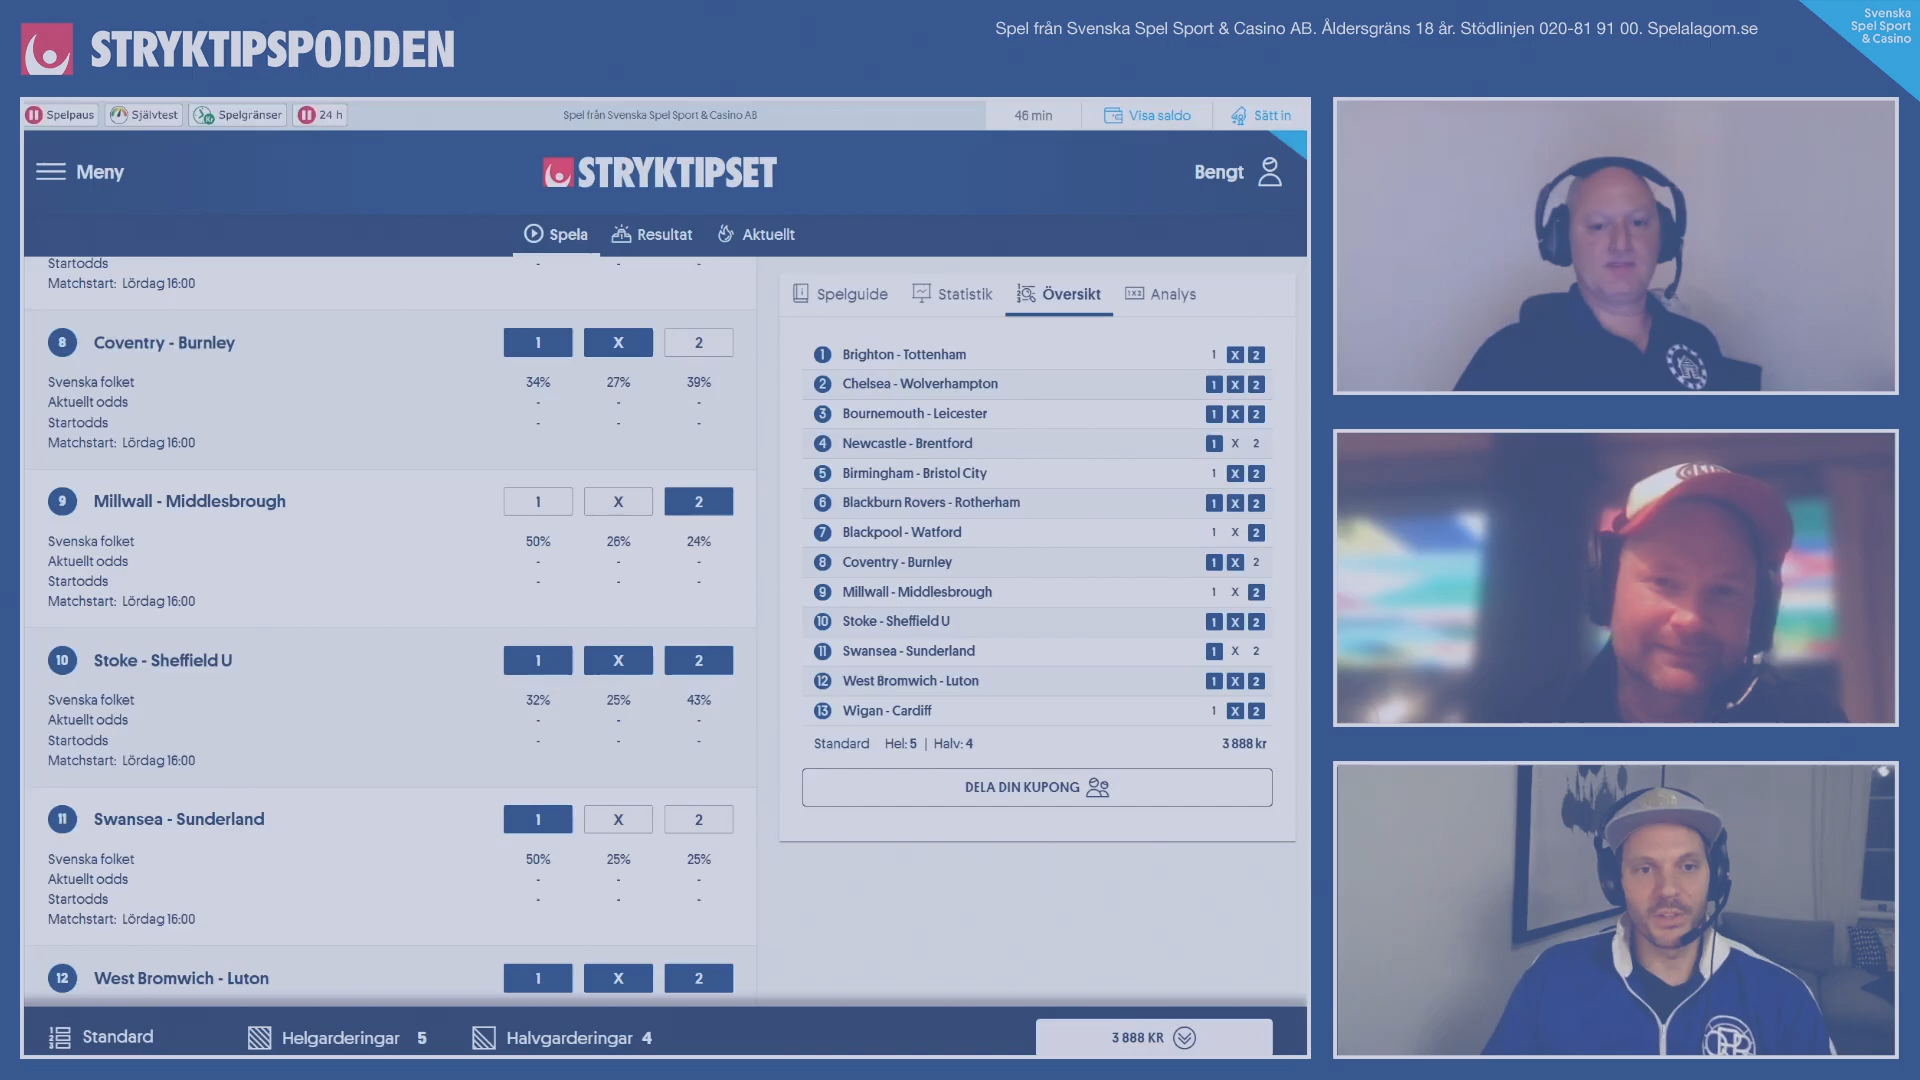 STRYKTIPSPODDEN
Spel från Svenska Spel Sport & Casino AB. Åldersgräns 18 år. Stödlinjen 020-81 91 00. Spelalagom.se
Svenska
Spel Sport
& Casino
Spelpaus
Självtest
Spelgränser
24 h
Spel från Svenska Spel Sport & Casino AB
46 min
Visa saldo
Sätt in
Meny
STRYKTIPSET
Bengt
Spela
Resultat
Aktuellt
Startodds - - -
Matchstart: Lördag 16:00
8 Coventry - Burnley 1 X 2
Svenska folket 34% 27% 39%
Aktuellt odds - - -
Startodds - - -
Matchstart: Lördag 16:00
9 Millwall - Middlesbrough 1 X 2
Svenska folket 50% 26% 24%
Aktuellt odds - - -
Startodds - - -
Matchstart: Lördag 16:00
10 Stoke - Sheffield U 1 X 2
Svenska folket 32% 25% 43%
Aktuellt odds - - -
Startodds - - -
Matchstart: Lördag 16:00
11 Swansea - Sunderland 1 X 2
Svenska folket 50% 25% 25%
Aktuellt odds - - -
Startodds - - -
Matchstart: Lördag 16:00
12 West Bromwich - Luton 1 X 2
Spelguide
Statistik
Översikt
Analys
1 Brighton - Tottenham 1 X 2
2 Chelsea - Wolverhampton 1 X 2
3 Bournemouth - Leicester 1 X 2
4 Newcastle - Brentford 1 X 2
5 Birmingham - Bristol City 1 X 2
6 Blackburn Rovers - Rotherham 1 X 2
7 Blackpool - Watford 1 X 2
8 Coventry - Burnley 1 X 2
9 Millwall - Middlesbrough 1 X 2
10 Stoke - Sheffield U 1 X 2
11 Swansea - Sunderland 1 X 2
12 West Bromwich - Luton 1 X 2
13 Wigan - Cardiff 1 X 2
Standard Hel: 5 | Halv: 4 3 888 kr
DELA DIN KUPONG
Standard
Helgarderingar 5
Halvgarderingar 4
3 888 KR